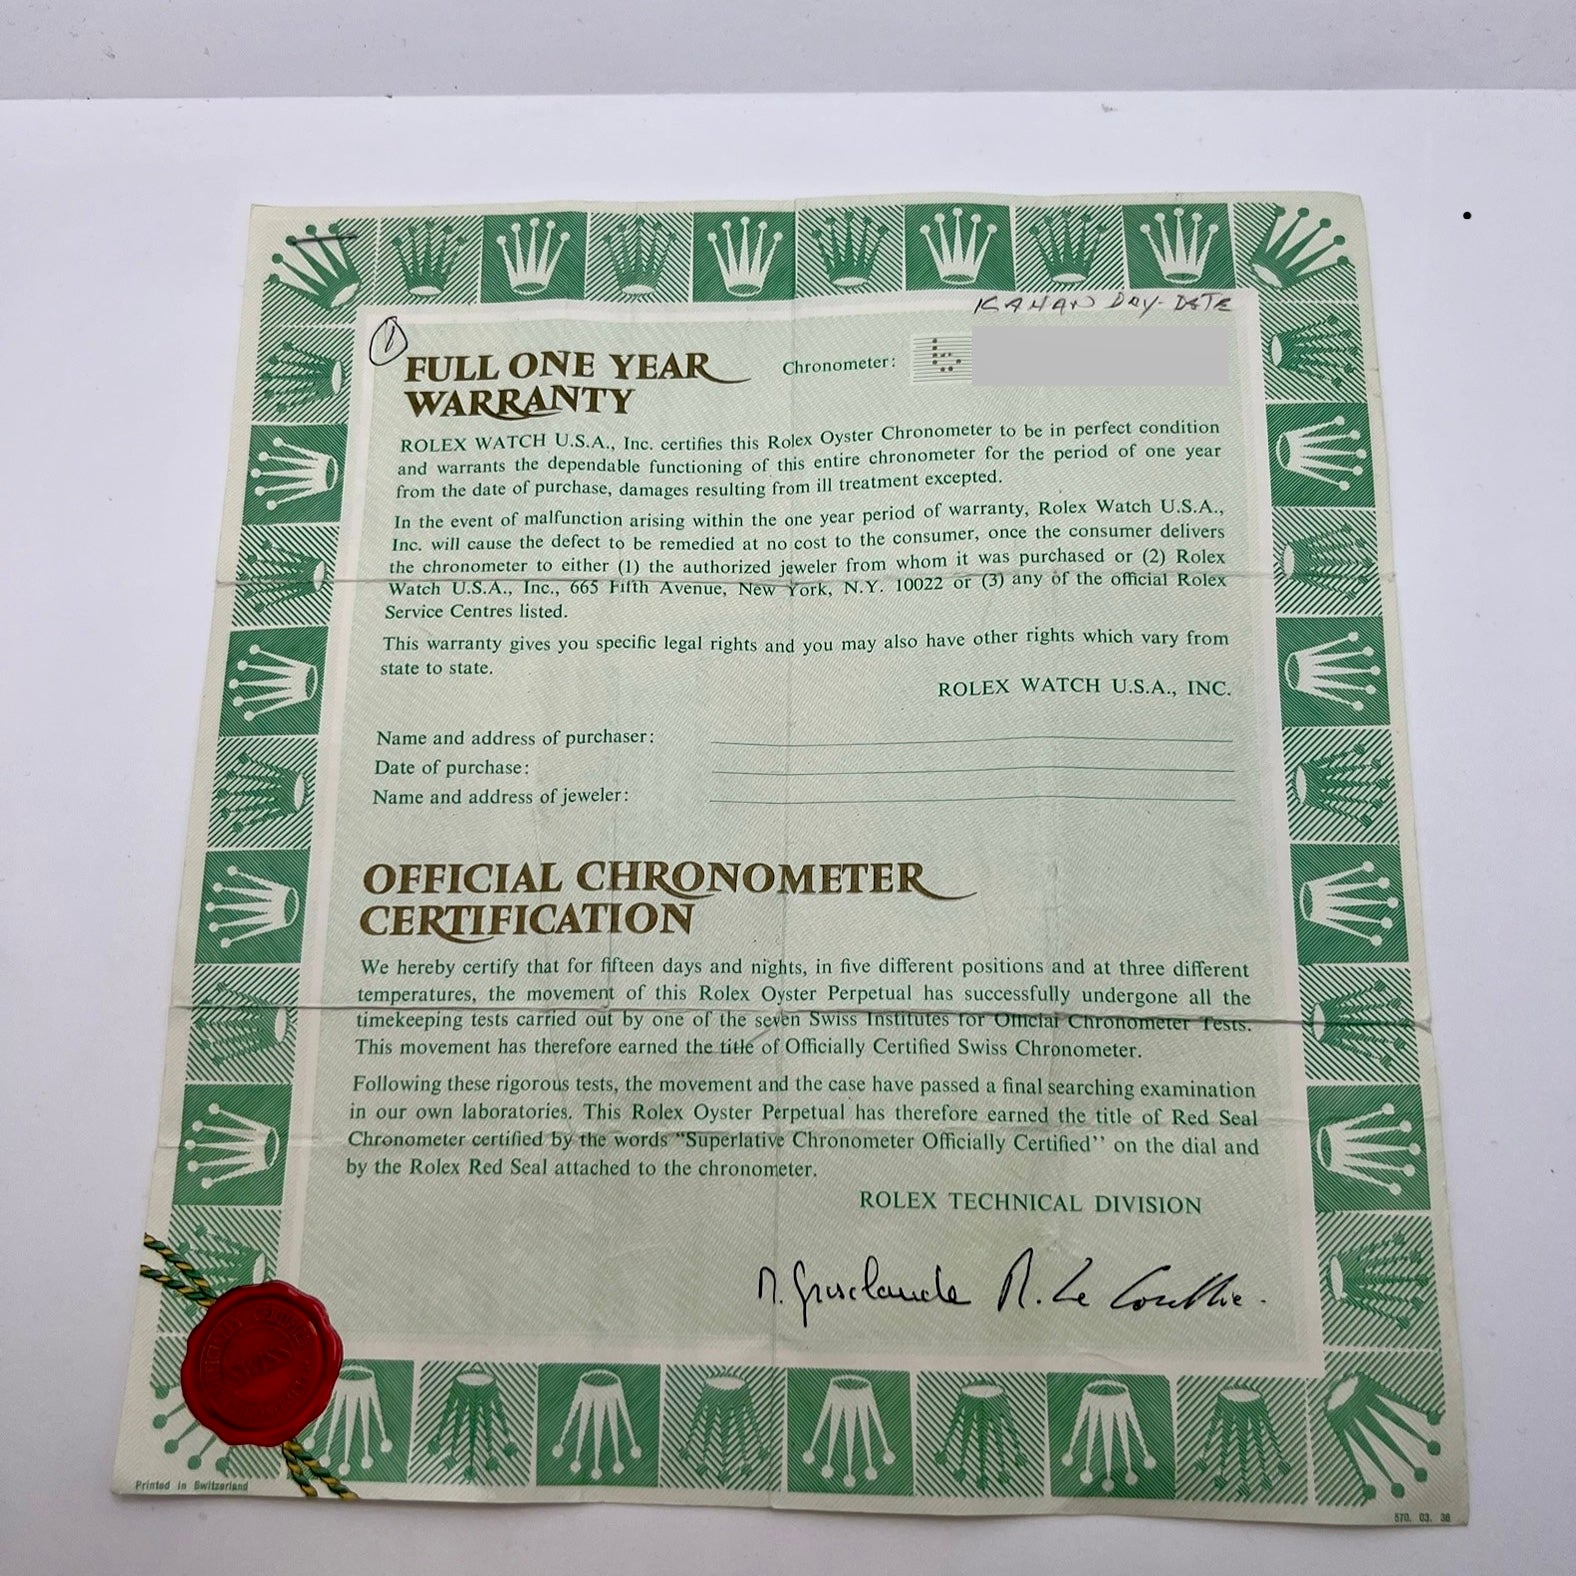 KAHAN DAY-DATE
1
FULL ONE YEAR
WARRANTY
Chronometer:
ROLEX WATCH U.S.A., Inc. certifies this Rolex Oyster Chronometer to be in perfect condition
and warrants the dependable functioning of this entire chronometer for the period of one year
from the date of purchase, damages resulting from ill treatment excepted.
In the event of malfunction arising within the one year period of warranty, Rolex Watch U.S.A.,
Inc. will cause the defect to be remedied at no cost to the consumer, once the consumer delivers
the chronometer to either (1) the authorized jeweler from whom it was purchased or (2) Rolex
Watch U.S.A., Inc., 665 Fifth Avenue, New York, N.Y. 10022 or (3) any of the official Rolex
Service Centres listed.
This warranty gives you specific legal rights and you may also have other rights which vary from
state to state.
ROLEX WATCH U.S.A., INC.
Name and address of purchaser:
Date of purchase:
Name and address of jeweler:
OFFICIAL CHRONOMETER
CERTIFICATION
We hereby certify that for fifteen days and nights, in five different positions and at three different
temperatures, the movement of this Rolex Oyster Perpetual has successfully undergone all the
timekeeping tests carried out by one of the seven Swiss Institutes for Official Chronometer Tests.
This movement has therefore earned the title of Officially Certified Swiss Chronometer.
Following these rigorous tests, the movement and the case have passed a final searching examination
in our own laboratories. This Rolex Oyster Perpetual has therefore earned the title of Red Seal
Chronometer certified by the words “Superlative Chronometer Officially Certified’’ on the dial and
by the Rolex Red Seal attached to the chronometer.
ROLEX TECHNICAL DIVISION
Printed in Switzerland
570. 03. 36